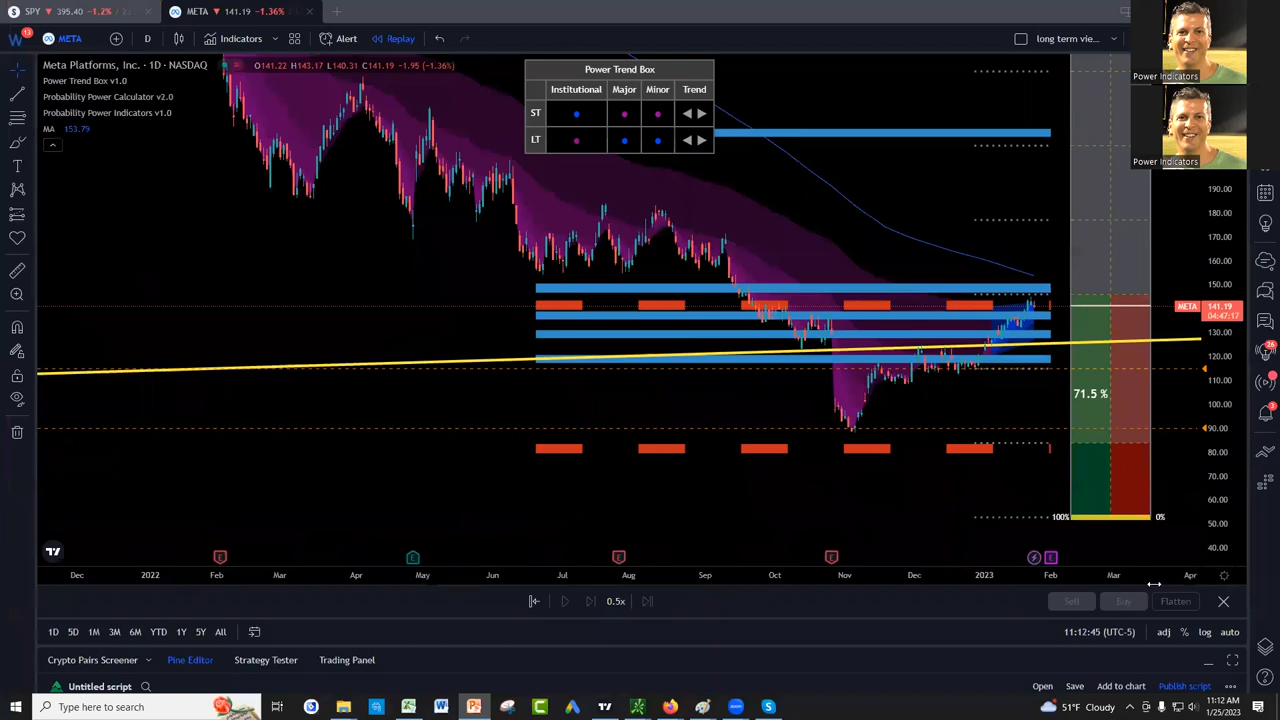 SPY ▼ 395.40 −1.2%
META ▼ 141.19 −1.36%
13
META
D
Indicators
Alert
Replay
long term vie...
Power Indicators
Power Indicators
Meta Platforms, Inc. · 1D · NASDAQ
O141.22 H143.17 L140.31 C141.19 −1.95 (−1.36%)
Power Trend Box v1.0
Probability Power Calculator v2.0
Probability Power Indicators v1.0
MA 153.79
Power Trend Box
Institutional Major Minor Trend
ST
LT
190.00
180.00
170.00
160.00
150.00
META 141.19
04:47:17
130.00
120.00
110.00
100.00
90.00
80.00
70.00
60.00
50.00
40.00
71.5 %
100% 0%
26
3
E E E E E
Dec 2022 Feb Mar Apr May Jun Jul Aug Sep Oct Nov Dec 2023 Feb Mar Apr
0.5x
Sell Buy Flatten
1D 5D 1M 3M 6M YTD 1Y 5Y All
11:12:45 (UTC-5) adj % log auto
Crypto Pairs Screener Pine Editor Strategy Tester Trading Panel
Untitled script
Open Save Add to chart Publish script
Type here to search
51°F Cloudy
11:12 AM
1/25/2023